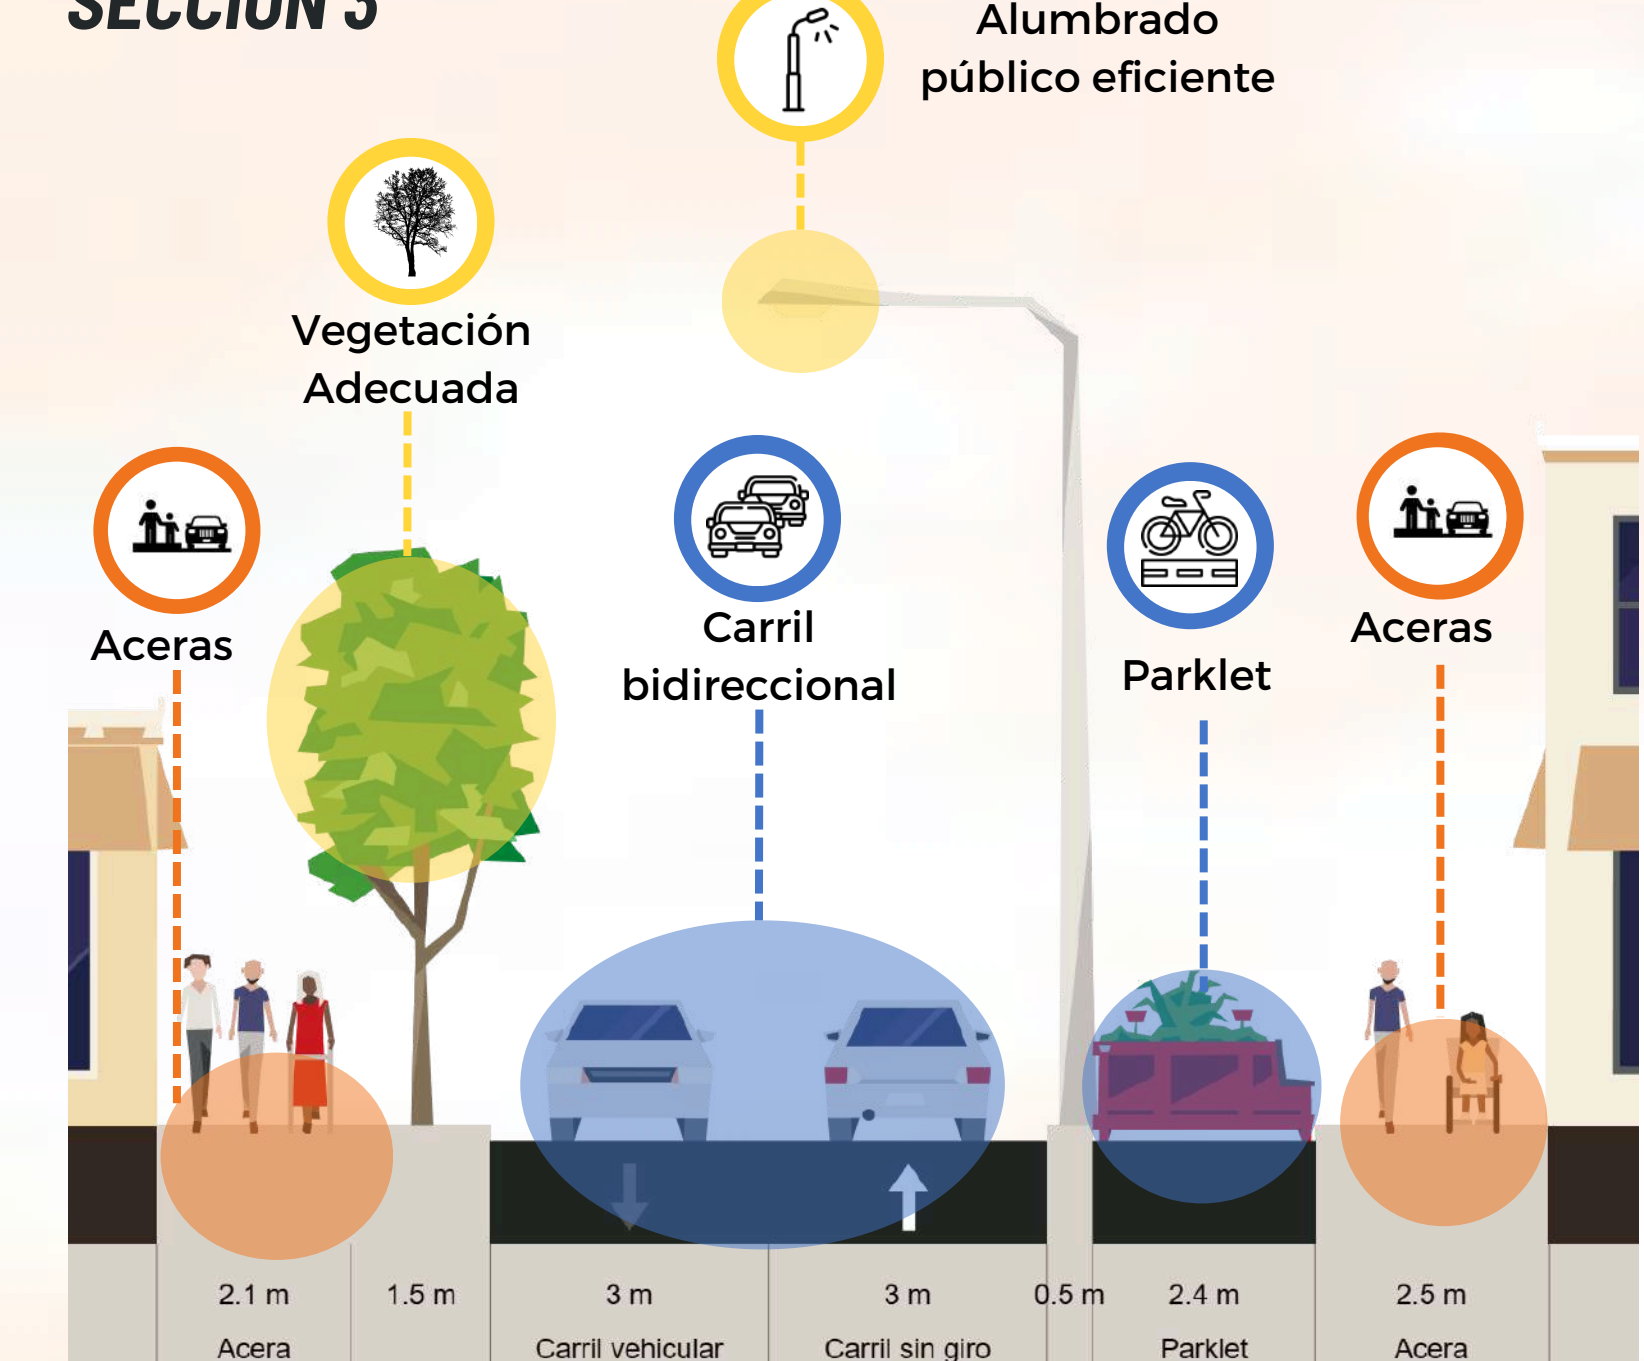 SECCIÓN 3
Alumbrado
público eficiente
Vegetación
Adecuada
Aceras
Carril
bidireccional
Parklet
Aceras
2.1 m
1.5 m
3 m
3 m
0.5 m
2.4 m
2.5 m
Acera
Carril vehicular
Carril sin giro
Parklet
Acera